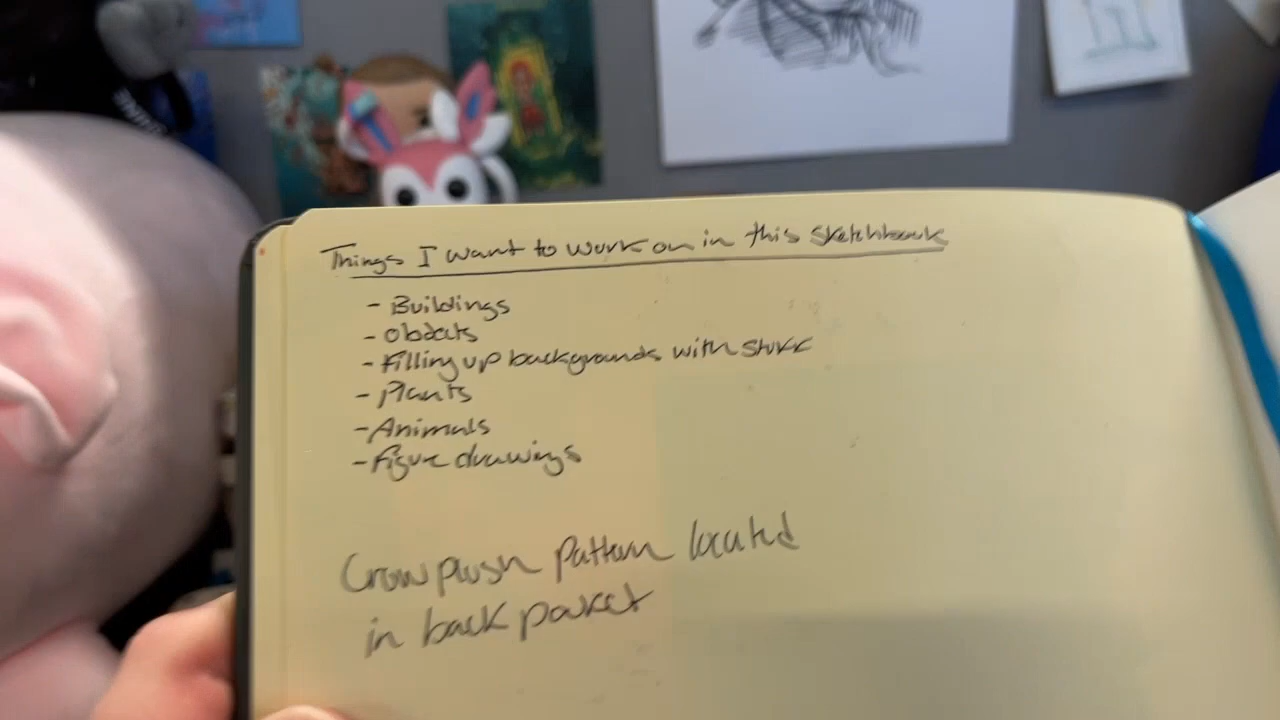 Things I want to work on in this sketchbook
- Buildings
- Objects
- Filling up backgrounds with stuff
- Plants
- Animals
- Figure drawings
Crow plush pattern located
in back pocket